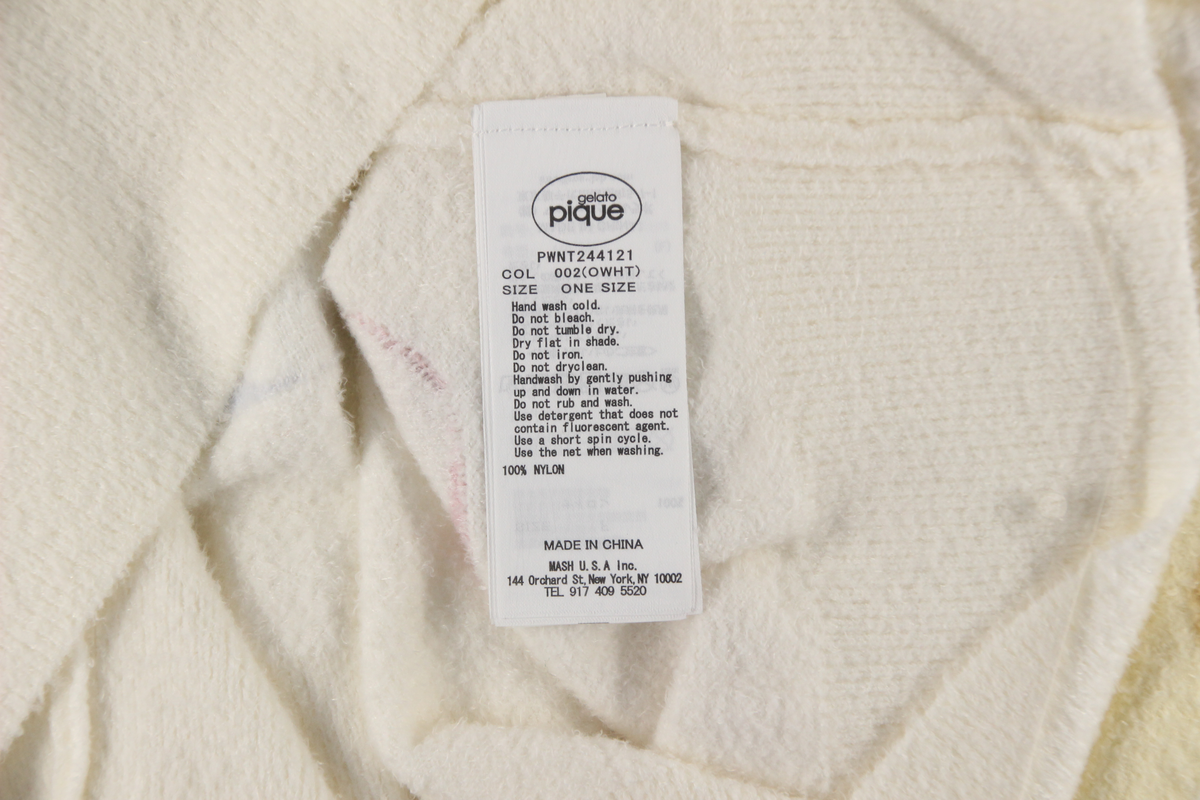 gelato
pique
PWNT244121
COL 002(OWHT)
SIZE ONE SIZE
Hand wash cold.
Do not bleach.
Do not tumble dry.
Dry flat in shade.
Do not iron.
Do not dryclean.
Handwash by gently pushing
up and down in water.
Do not rub and wash.
Use detergent that does not
contain fluorescent agent.
Use a short spin cycle.
Use the net when washing.
100% NYLON
MADE IN CHINA
MASH U.S.A Inc.
144 Orchard St, New York, NY 10002
TEL 917 409 5520